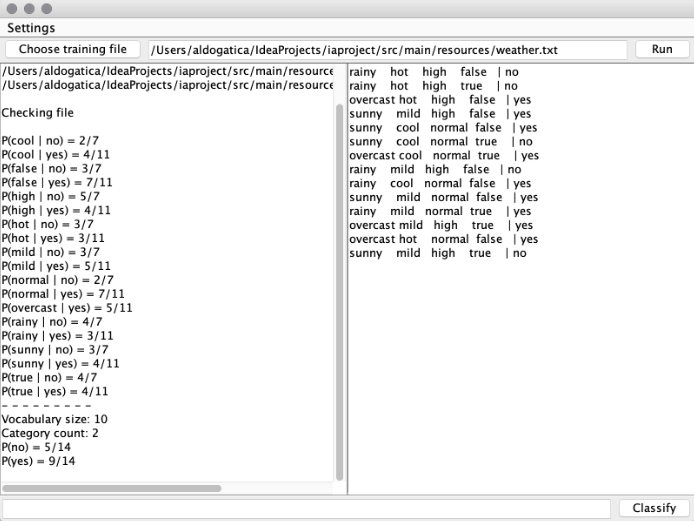 Settings
Choose training file /Users/aldogatica/IdeaProjects/iaproject/src/main/resources/weather.txt Run
/Users/aldogatica/IdeaProjects/iaproject/src/main/resource
/Users/aldogatica/IdeaProjects/iaproject/src/main/resource
Checking file
P(cool | no) = 2/7
P(cool | yes) = 4/11
P(false | no) = 3/7
P(false | yes) = 7/11
P(high | no) = 5/7
P(high | yes) = 4/11
P(hot | no) = 3/7
P(hot | yes) = 3/11
P(mild | no) = 3/7
P(mild | yes) = 5/11
P(normal | no) = 2/7
P(normal | yes) = 7/11
P(overcast | yes) = 5/11
P(rainy | no) = 4/7
P(rainy | yes) = 3/11
P(sunny | no) = 3/7
P(sunny | yes) = 4/11
P(true | no) = 4/7
P(true | yes) = 4/11
- - - - - - - - -
Vocabulary size: 10
Category count: 2
P(no) = 5/14
P(yes) = 9/14
rainy hot high false | no
rainy hot high true | no
overcast hot high false | yes
sunny mild high false | yes
sunny cool normal false | yes
sunny cool normal true | no
overcast cool normal true | yes
rainy mild high false | no
rainy cool normal false | yes
sunny mild normal false | yes
rainy mild normal true | yes
overcast mild high true | yes
overcast hot normal false | yes
sunny mild high true | no
Classify